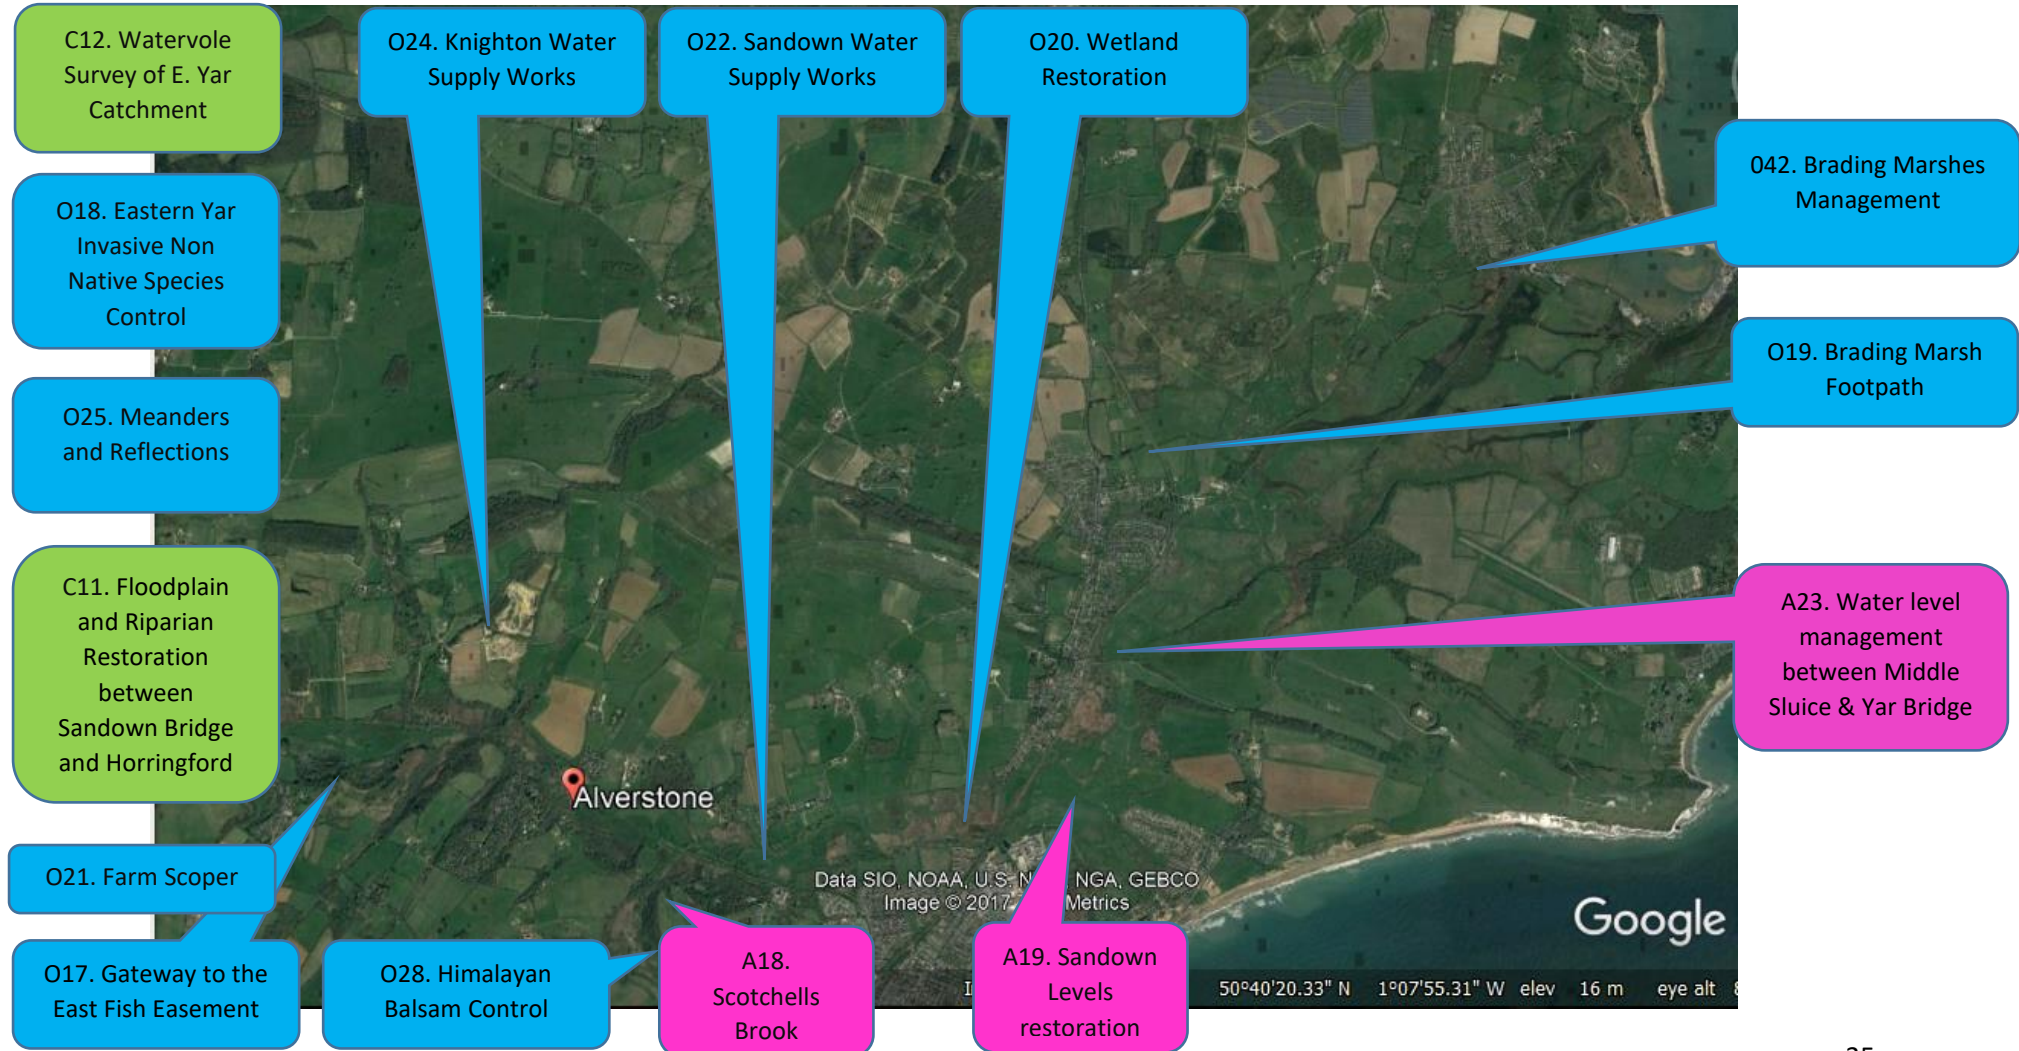 C12. Watervole
Survey of E. Yar
Catchment
O24. Knighton Water
Supply Works
O22. Sandown Water
Supply Works
O20. Wetland
Restoration
042. Brading Marshes
Management
O18. Eastern Yar
Invasive Non
Native Species
Control
O19. Brading Marsh
Footpath
O25. Meanders
and Reflections
C11. Floodplain
and Riparian
Restoration
between
Sandown Bridge
and Horringford
A23. Water level
management
between Middle
Sluice & Yar Bridge
Alverstone
O21. Farm Scoper
Data SIO, NOAA, U.S. NGA, GEBCO
Image © 2017 Metrics
Google
O17. Gateway to the
East Fish Easement
O28. Himalayan
Balsam Control
A18.
Scotchells
Brook
A19. Sandown
Levels
restoration
50°40'20.33" N 1°07'55.31" W elev 16 m eye alt